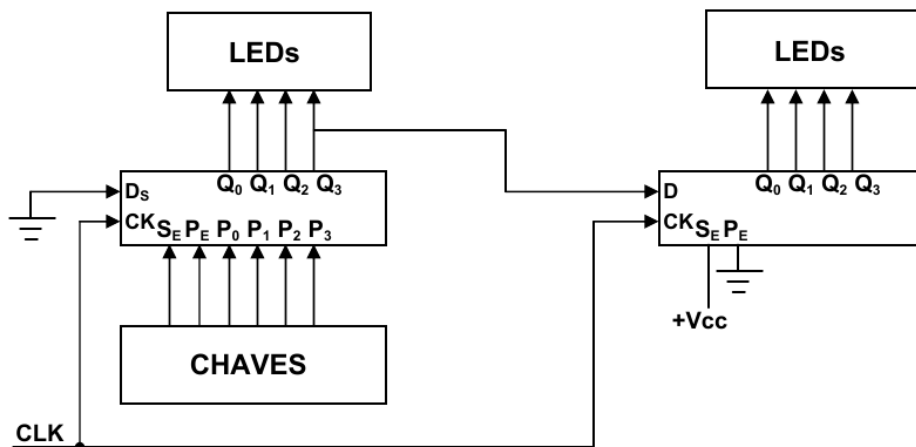 LEDs
LEDs
Q0 Q1 Q2 Q3
Q0 Q1 Q2 Q3
DS
D
CK SE PE P0 P1 P2 P3
CK SE PE
+Vcc
CHAVES
CLK